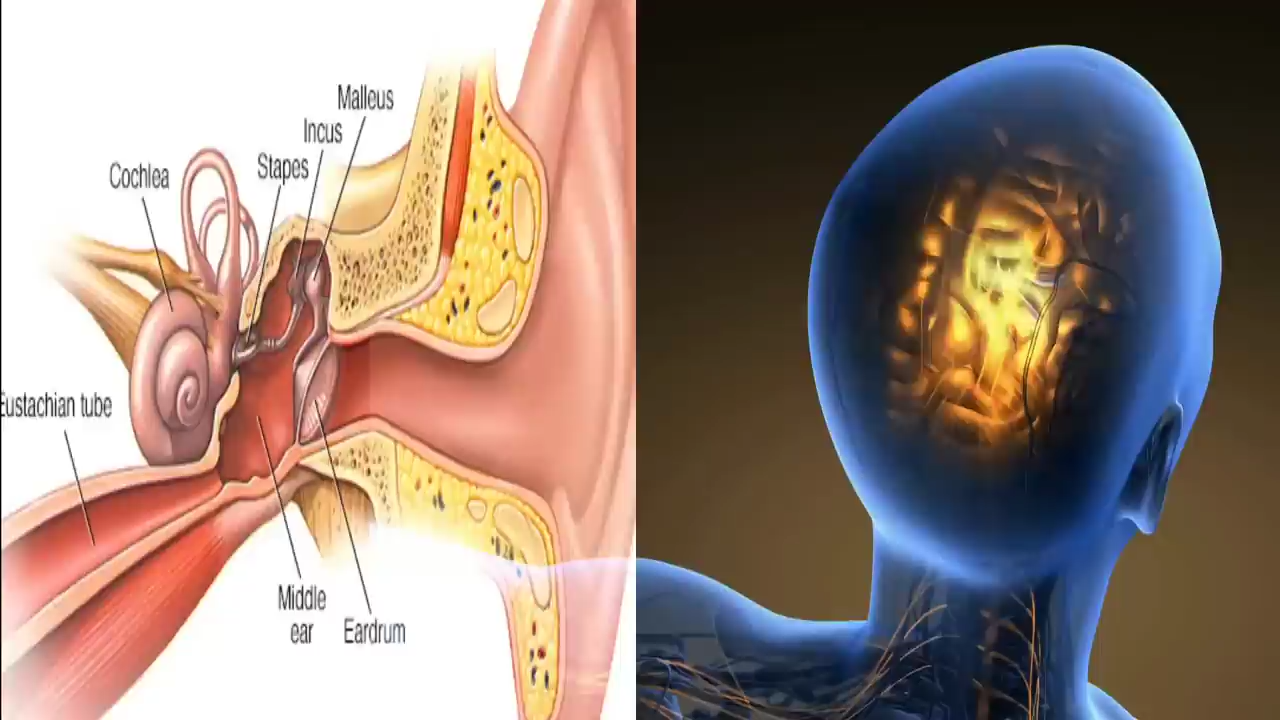 Malleus
Incus
Stapes
Cochlea
Eustachian tube
Middle
ear
Eardrum